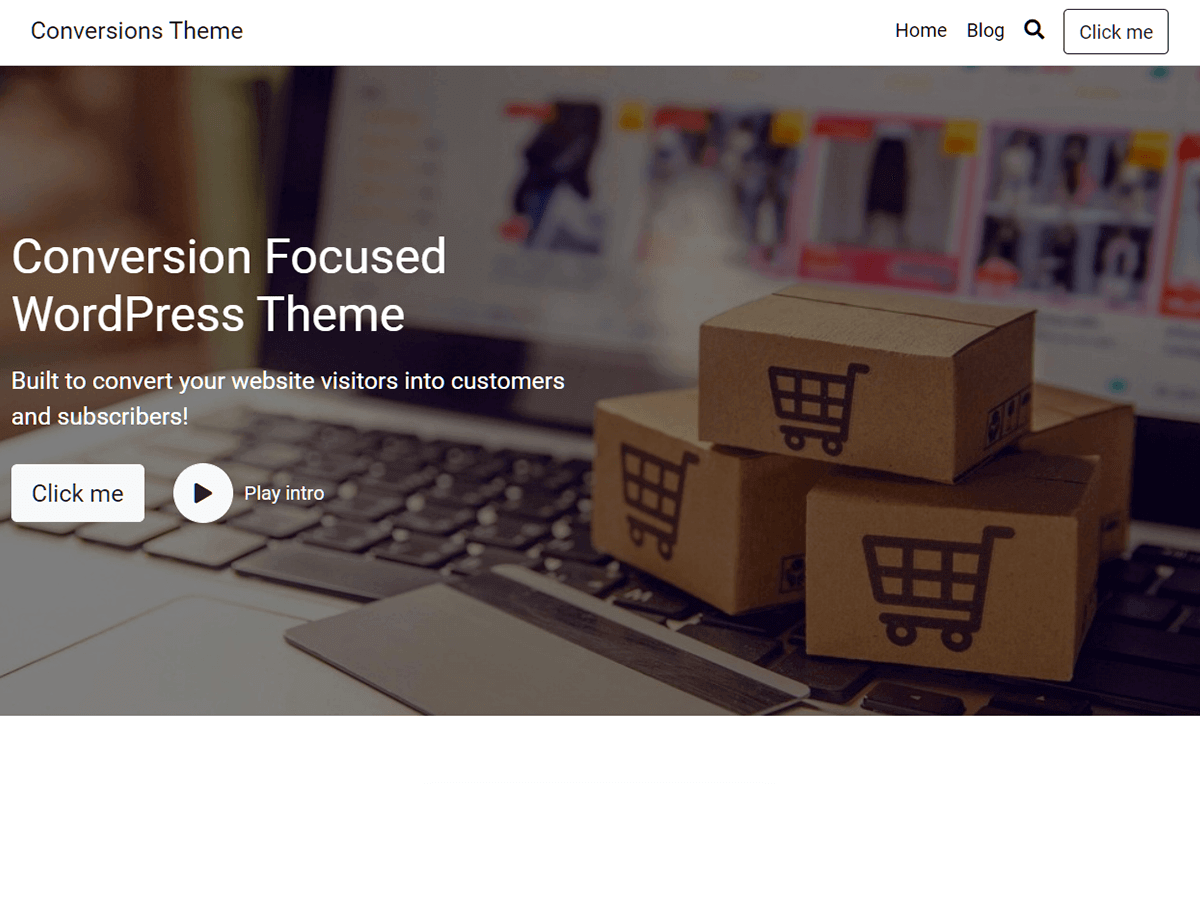 Conversions Theme
Home Blog Click me
Conversion Focused
WordPress Theme
Built to convert your website visitors into customers
and subscribers!
Click me Play intro